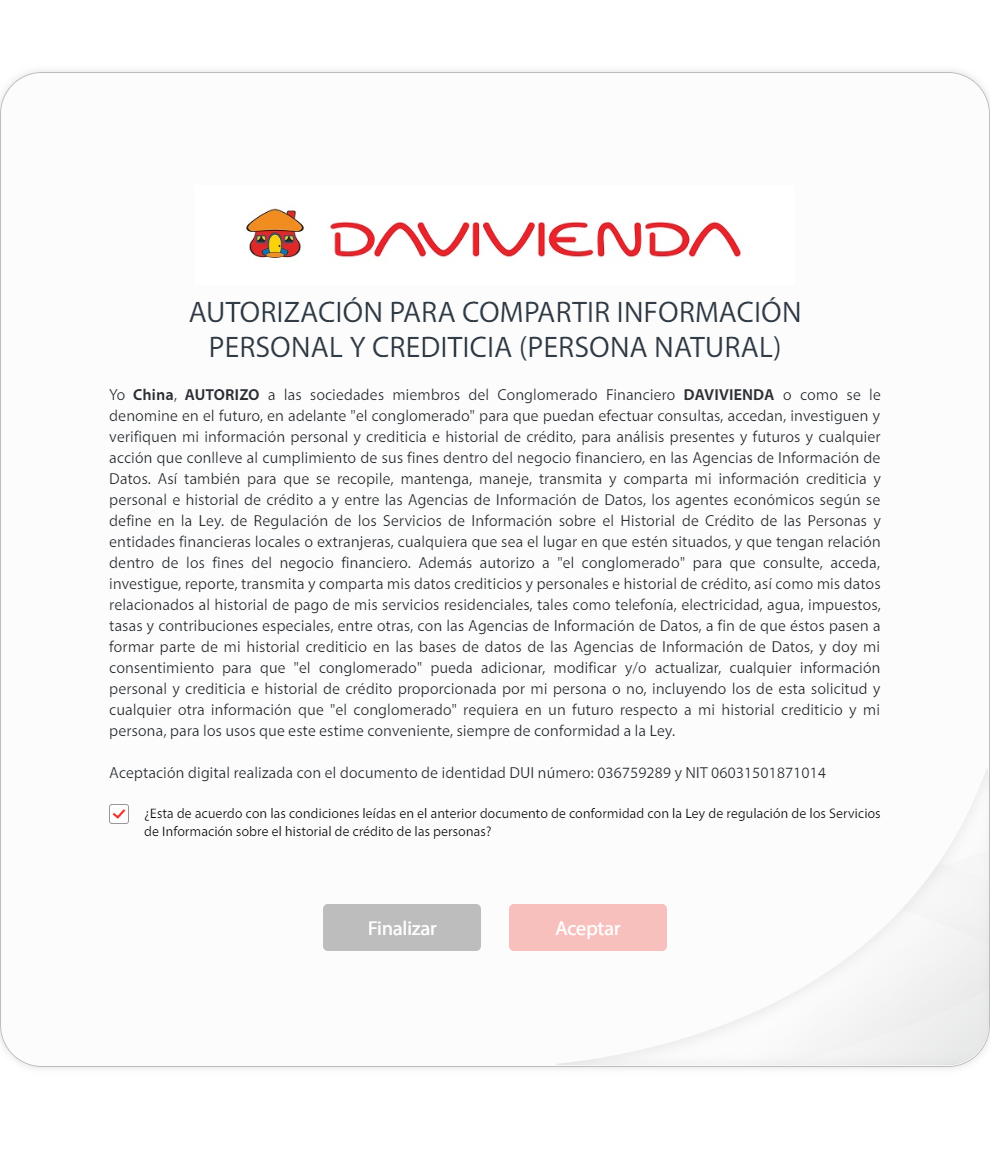 DAVIVIENDA
AUTORIZACIÓN PARA COMPARTIR INFORMACIÓN
PERSONAL Y CREDITICIA (PERSONA NATURAL)
Yo China, AUTORIZO a las sociedades miembros del Conglomerado Financiero DAVIVIENDA o como se le
denomine en el futuro, en adelante "el conglomerado" para que puedan efectuar consultas, accedan, investiguen y
verifiquen mi información personal y crediticia e historial de crédito, para análisis presentes y futuros y cualquier
acción que conlleve al cumplimiento de sus fines dentro del negocio financiero, en las Agencias de Información de
Datos. Así también para que se recopile, mantenga, maneje, transmita y comparta mi información crediticia y
personal e historial de crédito a y entre las Agencias de Información de Datos, los agentes económicos según se
define en la Ley. de Regulación de los Servicios de Información sobre el Historial de Crédito de las Personas y
entidades financieras locales o extranjeras, cualquiera que sea el lugar en que estén situados, y que tengan relación
dentro de los fines del negocio financiero. Además autorizo a "el conglomerado" para que consulte, acceda,
investigue, reporte, transmita y comparta mis datos crediticios y personales e historial de crédito, así como mis datos
relacionados al historial de pago de mis servicios residenciales, tales como telefonía, electricidad, agua, impuestos,
tasas y contribuciones especiales, entre otras, con las Agencias de Información de Datos, a fin de que éstos pasen a
formar parte de mi historial crediticio en las bases de datos de las Agencias de Información de Datos, y doy mi
consentimiento para que "el conglomerado" pueda adicionar, modificar y/o actualizar, cualquier información
personal y crediticia e historial de crédito proporcionada por mi persona o no, incluyendo los de esta solicitud y
cualquier otra información que "el conglomerado" requiera en un futuro respecto a mi historial crediticio y mi
persona, para los usos que este estime conveniente, siempre de conformidad a la Ley.
Aceptación digital realizada con el documento de identidad DUI número: 036759289 y NIT 06031501871014
¿Esta de acuerdo con las condiciones leídas en el anterior documento de conformidad con la Ley de regulación de los Servicios
de Información sobre el historial de crédito de las personas?
Finalizar
Aceptar